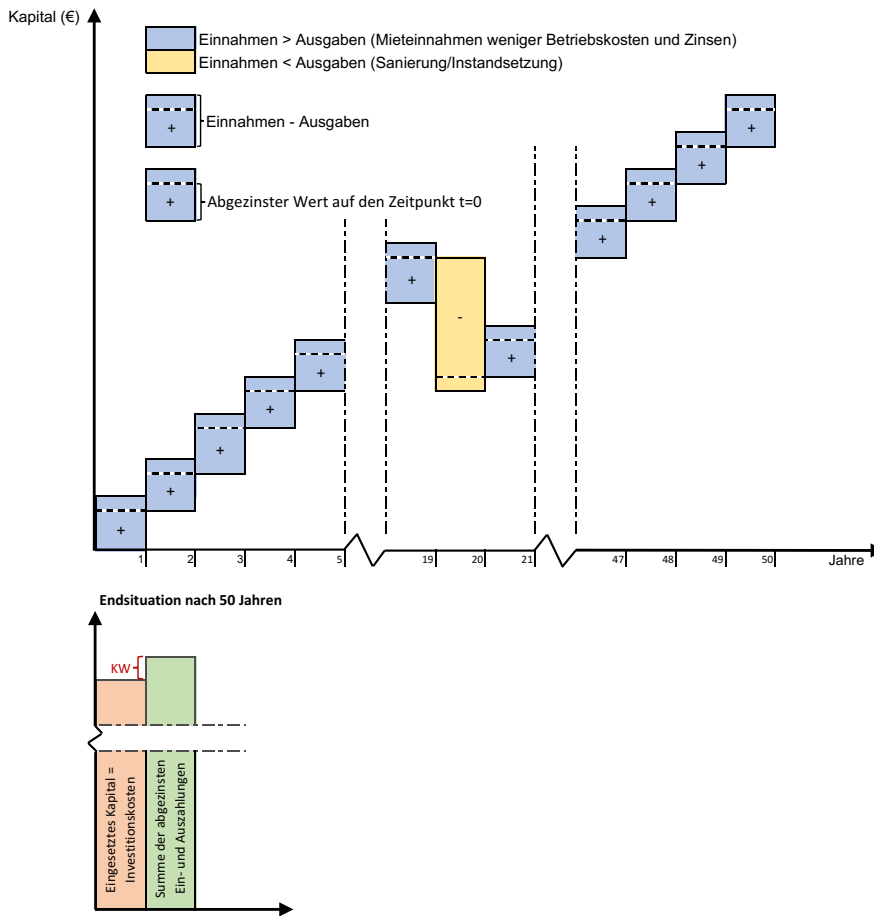 Kapital (€)
Einnahmen > Ausgaben (Mieteinnahmen weniger Betriebskosten und Zinsen)
Einnahmen < Ausgaben (Sanierung/Instandsetzung)
+
Einnahmen - Ausgaben
+
Abgezinster Wert auf den Zeitpunkt t=0
+
+
+
+
+
+
-
+
+
+
+
+
1
2
3
4
5
19
20
21
47
48
49
50
Jahre
Endsituation nach 50 Jahren
KW
Eingesetztes Kapital =
Investitionskosten
Summe der abgezinsten
Ein- und Auszahlungen